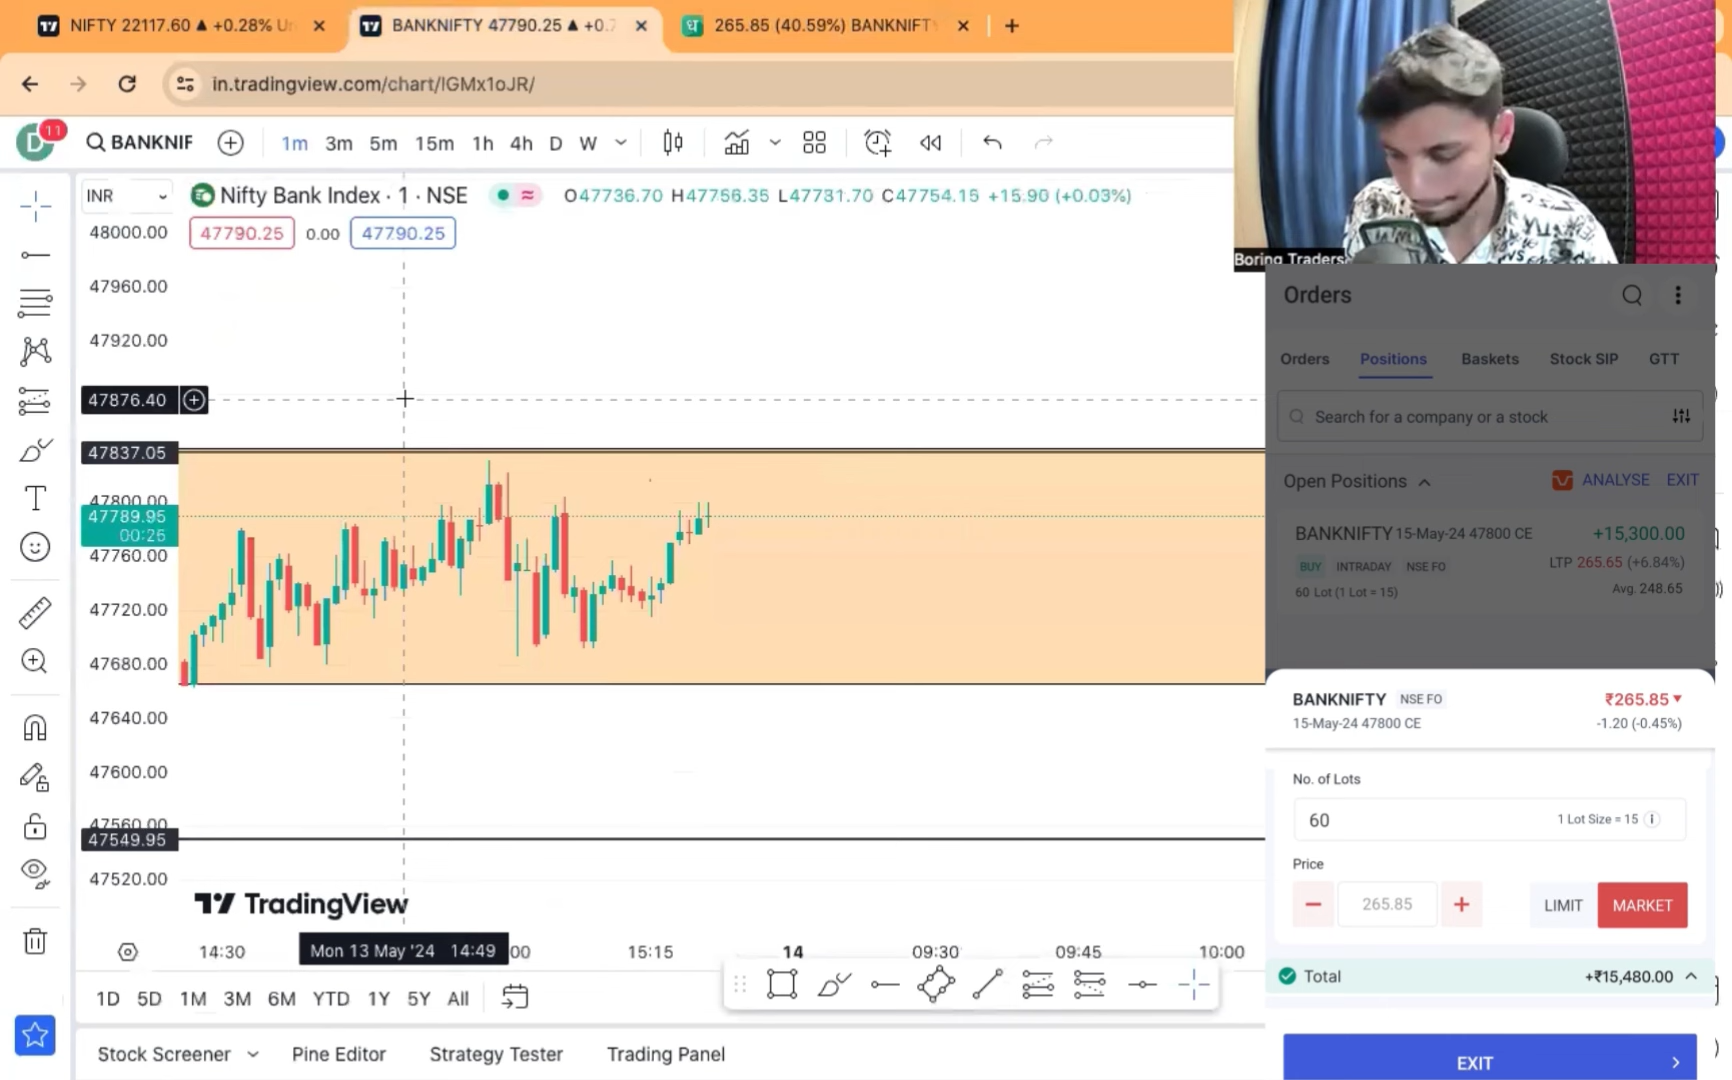 NIFTY 22117.60 ▲ +0.28% Un
BANKNIFTY 47790.25 ▲ +0.7
265.85 (40.59%) BANKNIFT
in.tradingview.com/chart/IGMx1oJR/
D
11
BANKNIF
1m 3m 5m 15m 1h 4h D W
INR
Nifty Bank Index · 1 · NSE
O47736.70 H47756.35 L47731.70 C47754.15 +15.90 (+0.03%)
47790.25 0.00 47790.25
48000.00
47960.00
47920.00
47876.40
47837.05
47800.00
47789.95
00:25
47760.00
47720.00
47680.00
47640.00
47600.00
47560.00
47549.95
47520.00
TradingView
14:30 Mon 13 May '24 14:49 :00 15:15 14 09:30 09:45 10:00
1D 5D 1M 3M 6M YTD 1Y 5Y All
Stock Screener Pine Editor Strategy Tester Trading Panel
Boring Traders
Orders
Orders Positions Baskets Stock SIP GTT
Search for a company or a stock
Open Positions ANALYSE EXIT
BANKNIFTY 15-May-24 47800 CE +15,300.00
BUY INTRADAY NSE FO LTP 265.65 (+6.84%)
60 Lot (1 Lot = 15) Avg. 248.65
BANKNIFTY NSE FO ₹265.85 ▼
15-May-24 47800 CE -1.20 (-0.45%)
No. of Lots
60 1 Lot Size = 15
Price
− 265.85 + LIMIT MARKET
Total +₹15,480.00
EXIT